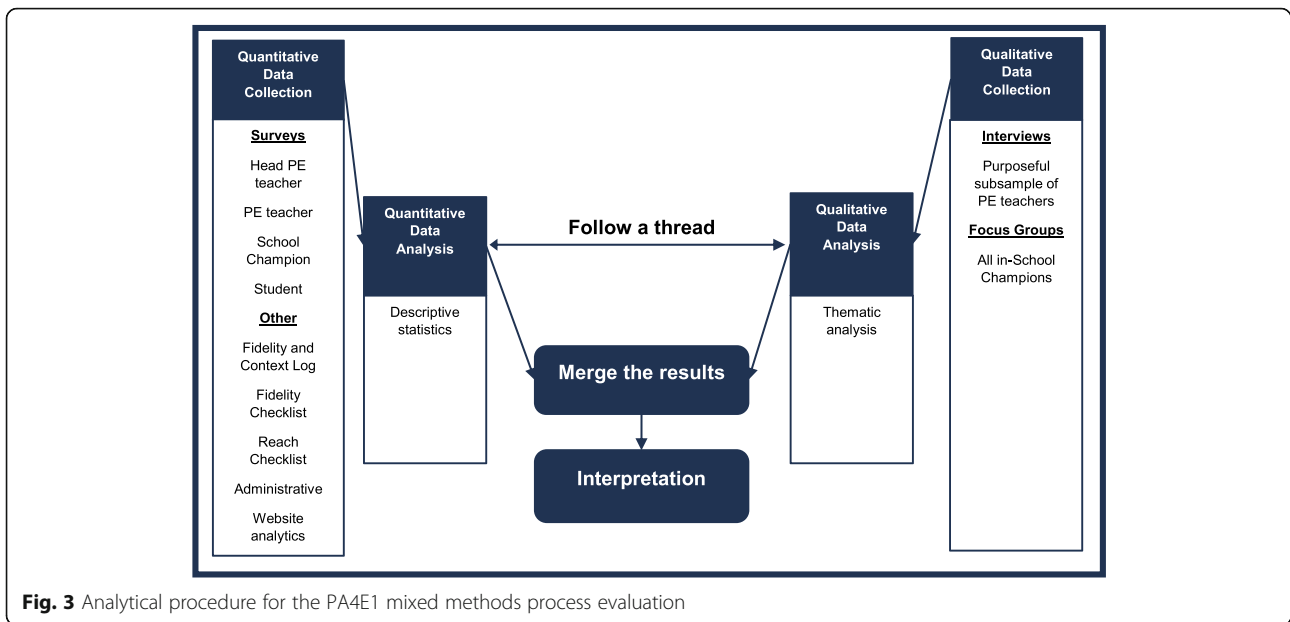 Quantitative
Data
Collection
Surveys
Head PE
teacher
PE teacher
School
Champion
Student
Other
Fidelity and
Context Log
Fidelity
Checklist
Reach
Checklist
Administrative
Website
analytics
Quantitative
Data
Analysis
Descriptive
statistics
Follow a thread
Merge the results
Interpretation
Qualitative
Data
Analysis
Thematic
analysis
Qualitative
Data
Collection
Interviews
Purposeful
subsample of
PE teachers
Focus Groups
All in-School
Champions
Fig. 3 Analytical procedure for the PA4E1 mixed methods process evaluation